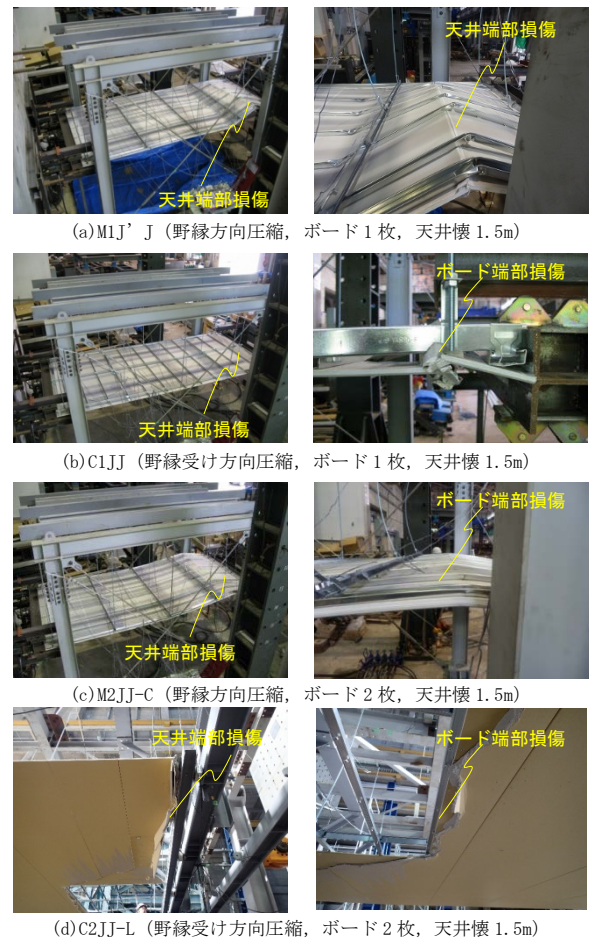 天井端部損傷
天井端部損傷
(a)M1J’J（野縁方向圧縮，ボード1枚，天井懐1.5m）
ボード端部損傷
天井端部損傷
(b)C1JJ（野縁受け方向圧縮，ボード1枚，天井懐1.5m）
ボード端部損傷
天井端部損傷
(c)M2JJ-C（野縁方向圧縮，ボード2枚，天井懐1.5m）
天井端部損傷
ボード端部損傷
(d)C2JJ-L（野縁受け方向圧縮，ボード2枚，天井懐1.5m）